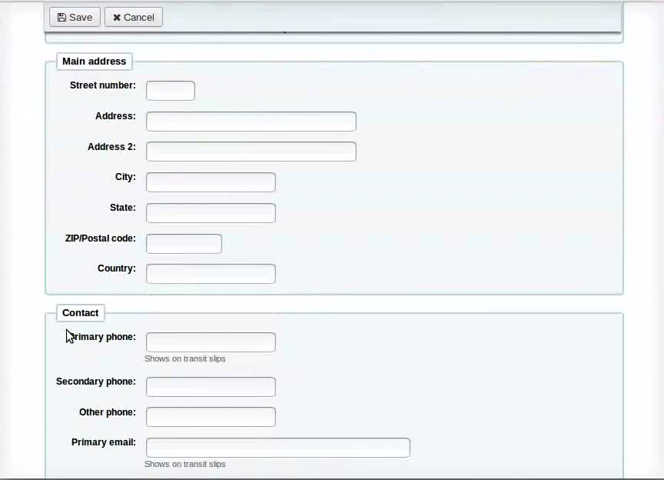 Save Cancel
Main address
Street number:
Address:
Address 2:
City:
State:
ZIP/Postal code:
Country:
Contact
Primary phone:
Shows on transit slips
Secondary phone:
Other phone:
Primary email:
Shows on transit slips